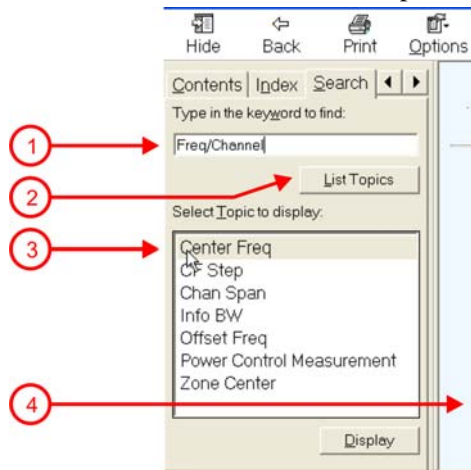 Hide Back Print Options
Contents Index Search
Type in the keyword to find:
1
Freq/Channel
2
List Topics
Select Topic to display:
3
Center Freq
CF Step
Chan Span
Info BW
Offset Freq
Power Control Measurement
Zone Center
4
Display